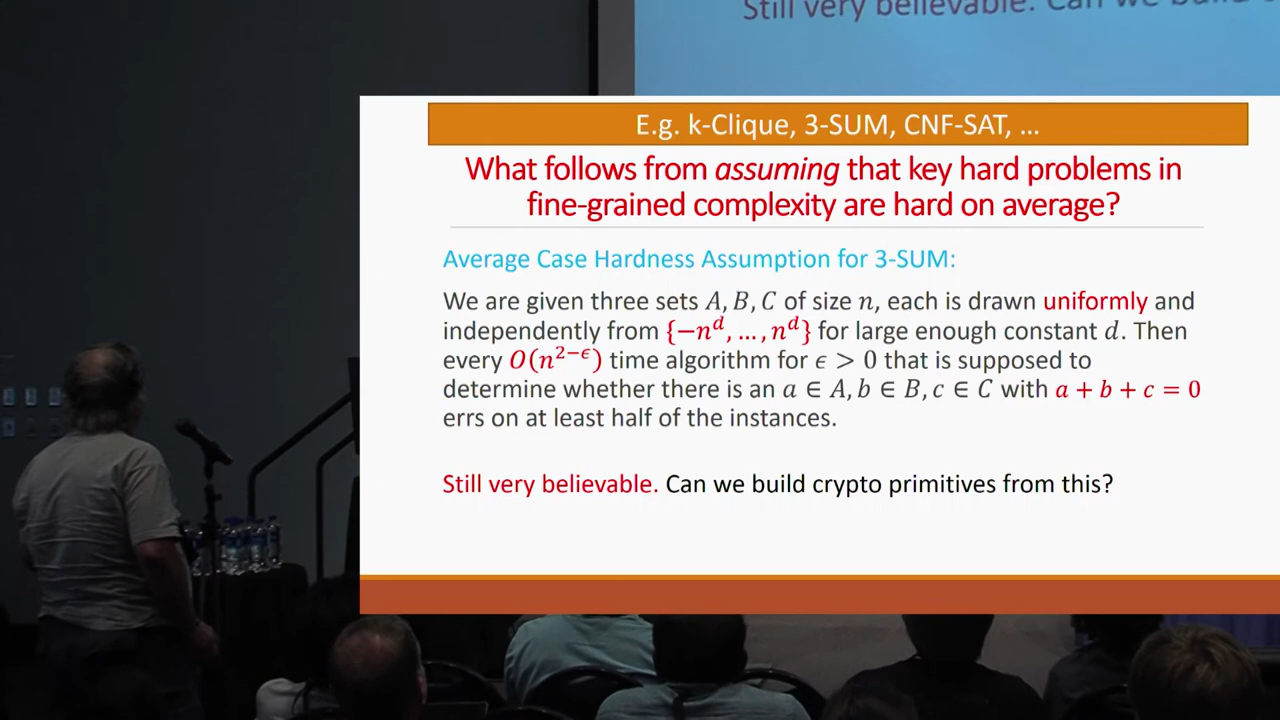 Still very believable. Can we build
E.g. k-Clique, 3-SUM, CNF-SAT, …
What follows from assuming that key hard problems in
fine-grained complexity are hard on average?
Average Case Hardness Assumption for 3-SUM:
We are given three sets A, B, C of size n, each is drawn uniformly and
independently from {−n^d, … , n^d} for large enough constant d. Then
every O(n^{2−ϵ}) time algorithm for ϵ > 0 that is supposed to
determine whether there is an a ∈ A, b ∈ B, c ∈ C with a + b + c = 0
errs on at least half of the instances.
Still very believable. Can we build crypto primitives from this?